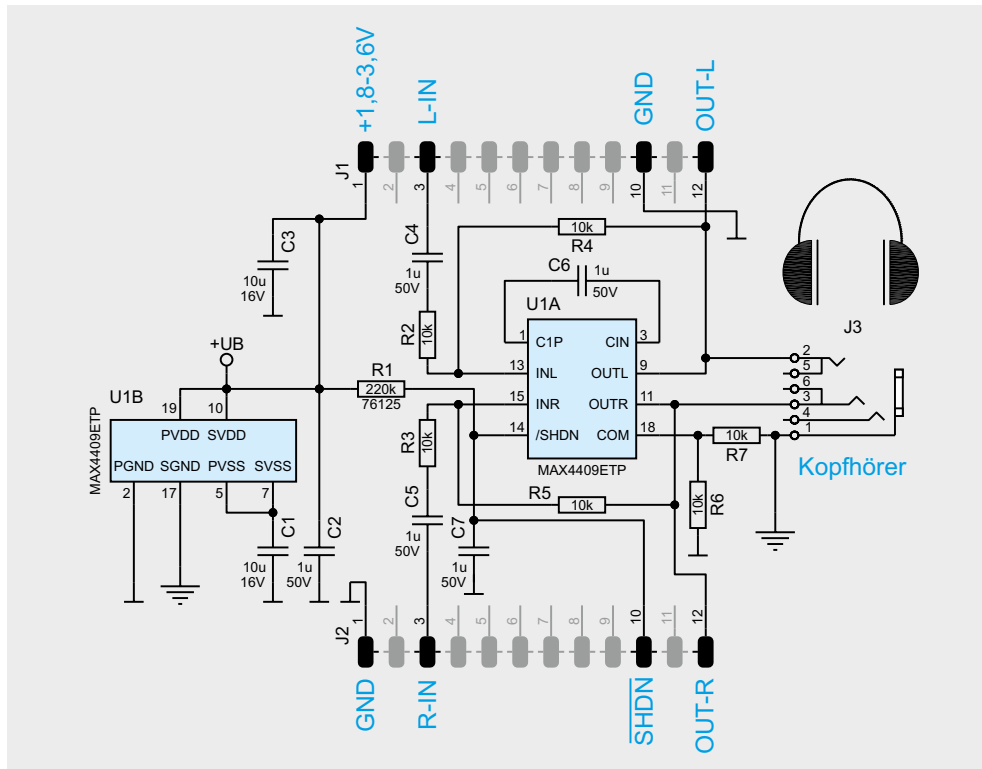 +1,8-3,6V
L-IN
GND
OUT-L
J1
1
2
3
4
5
6
7
8
9
10
11
12
C3
10u
16V
C4
1u
50V
10k
R4
C6
1u
50V
U1A
R2
10k
1
C1P
CIN
3
13
INL
OUTL
9
15
INR
OUTR
11
14
/SHDN
COM
18
MAX4409ETP
J3
2
5
6
3
4
1
Kopfhörer
+UB
R1
220k
76125
U1B
19
10
PVDD
SVDD
PGND
SGND
PVSS
SVSS
MAX4409ETP
2
17
5
7
R3
10k
10k
R7
R5
10k
R6
10k
C1
10u
16V
C2
1u
50V
C5
1u
50V
C7
1u
50V
J2
1
2
3
4
5
6
7
8
9
10
11
12
GND
R-IN
SHDN
OUT-R